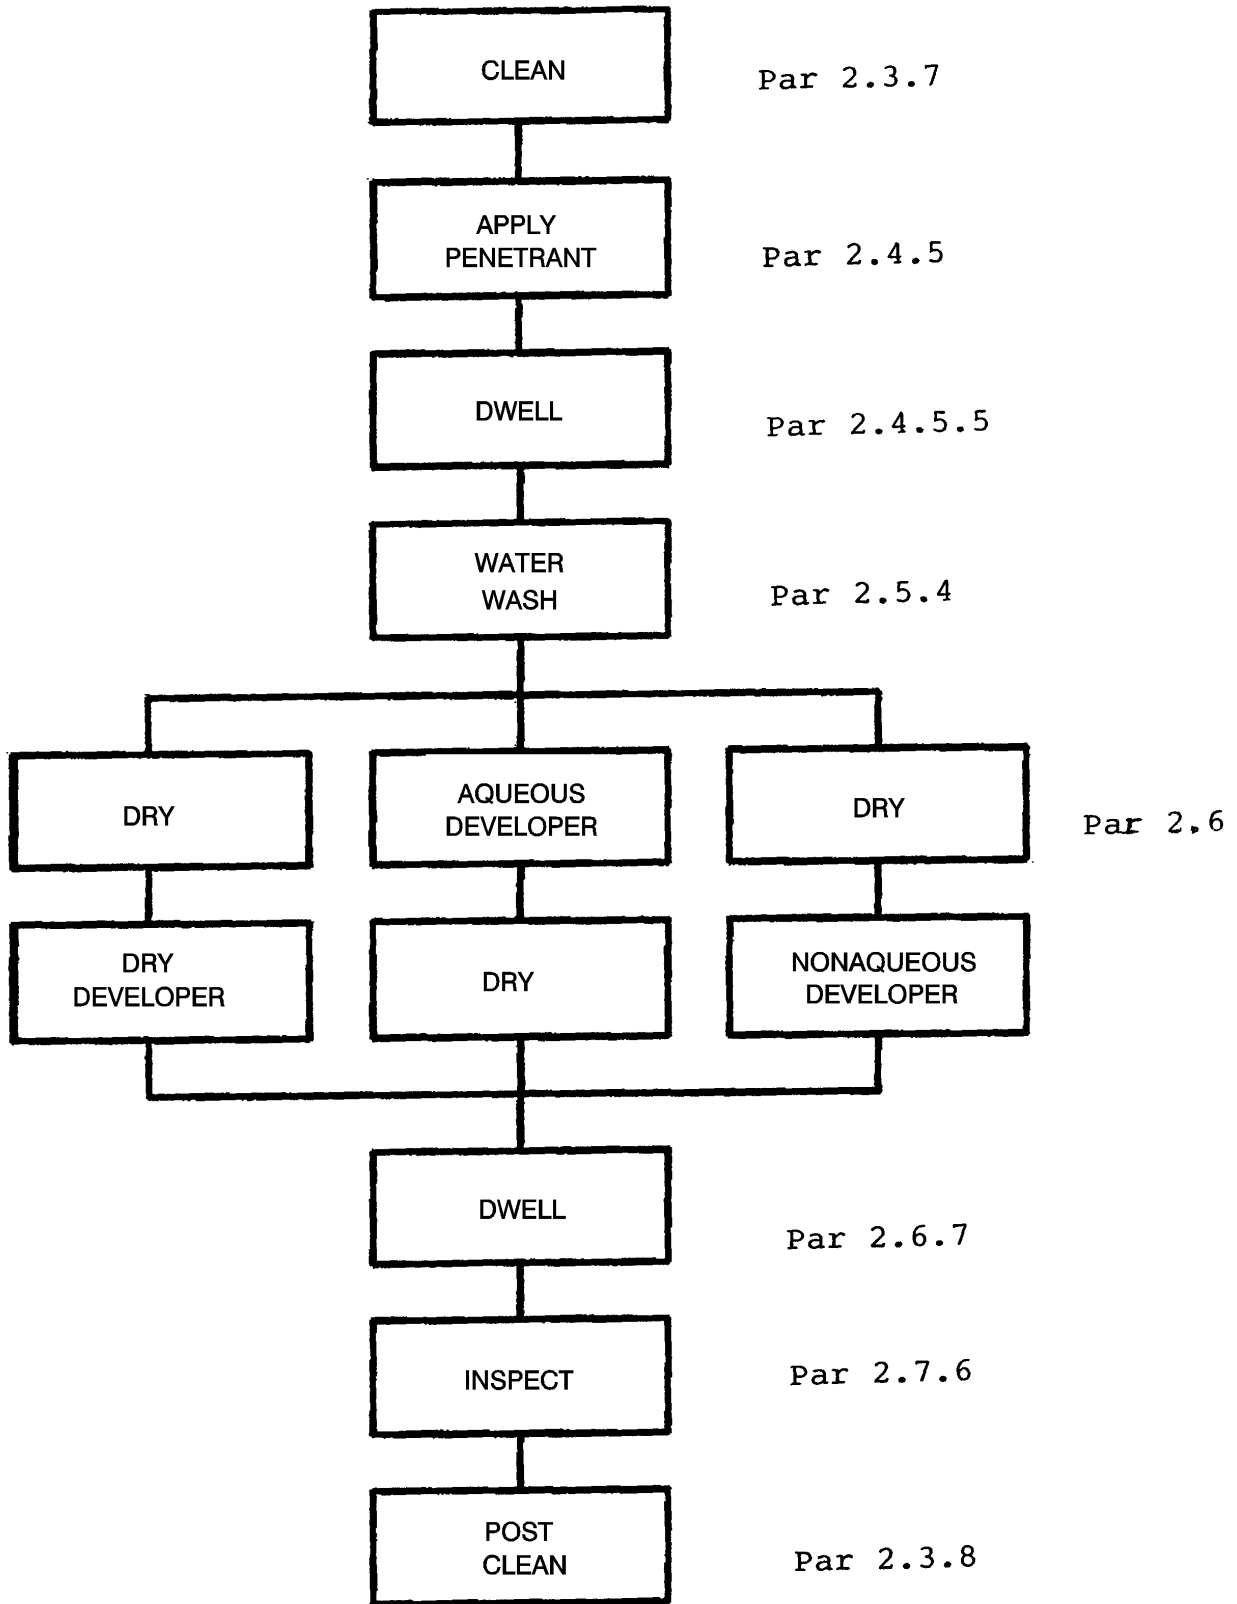 CLEAN
Par 2.3.7
APPLY
PENETRANT
Par 2.4.5
DWELL
Par 2.4.5.5
WATER
WASH
Par 2.5.4
DRY
AQUEOUS
DEVELOPER
DRY
Par 2.6
DRY
DEVELOPER
DRY
NONAQUEOUS
DEVELOPER
DWELL
Par 2.6.7
INSPECT
Par 2.7.6
POST
CLEAN
Par 2.3.8